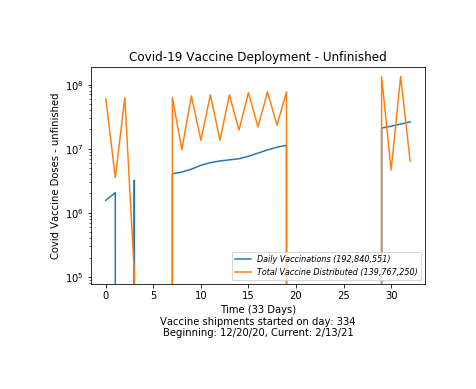 Covid-19 Vaccine Deployment - Unfinished
Covid Vaccine Doses - unfinished
10^8
10^7
10^6
10^5
Daily Vaccinations (192,840,551)
Total Vaccine Distributed (139,767,250)
0 5 10 15 20 25 30
Time (33 Days)
Vaccine shipments started on day: 334
Beginning: 12/20/20, Current: 2/13/21